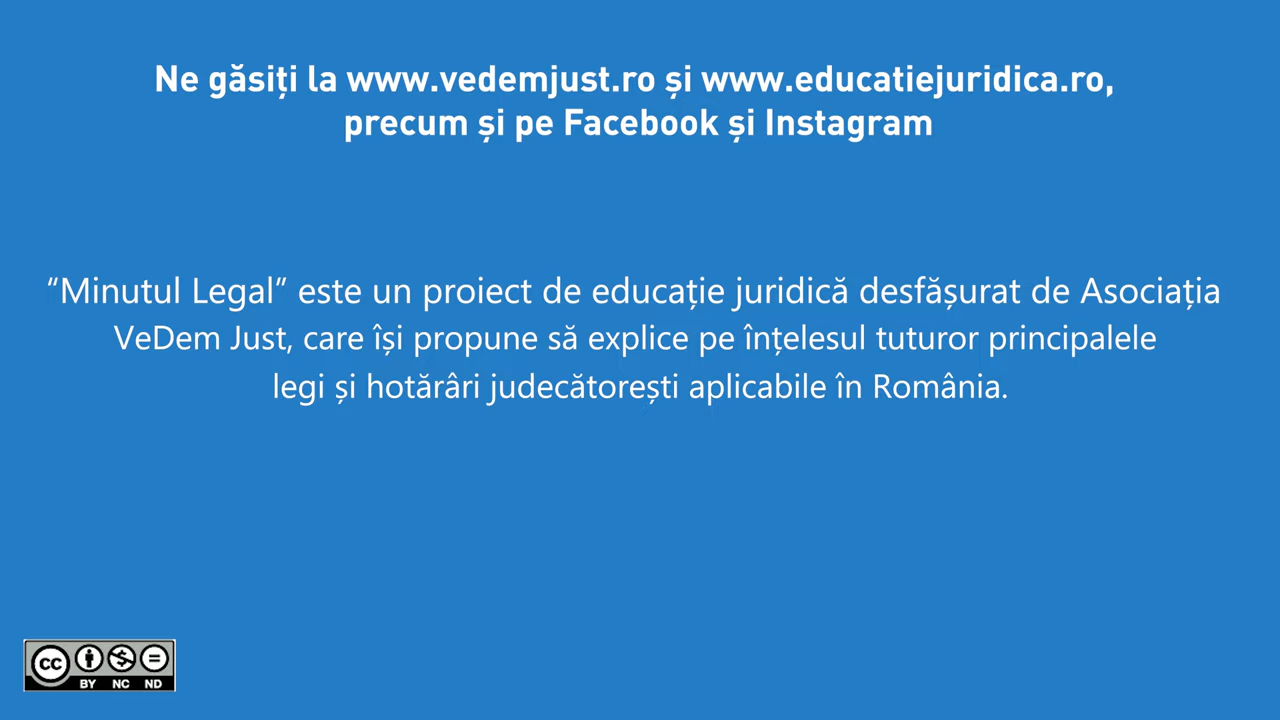 Ne găsiți la www.vedemjust.ro și www.educatiejuridica.ro,
precum și pe Facebook și Instagram
“Minutul Legal” este un proiect de educație juridică desfășurat de Asociația
VeDem Just, care își propune să explice pe înțelesul tuturor principalele
legi și hotărâri judecătorești aplicabile în România.
cc
BY NC ND